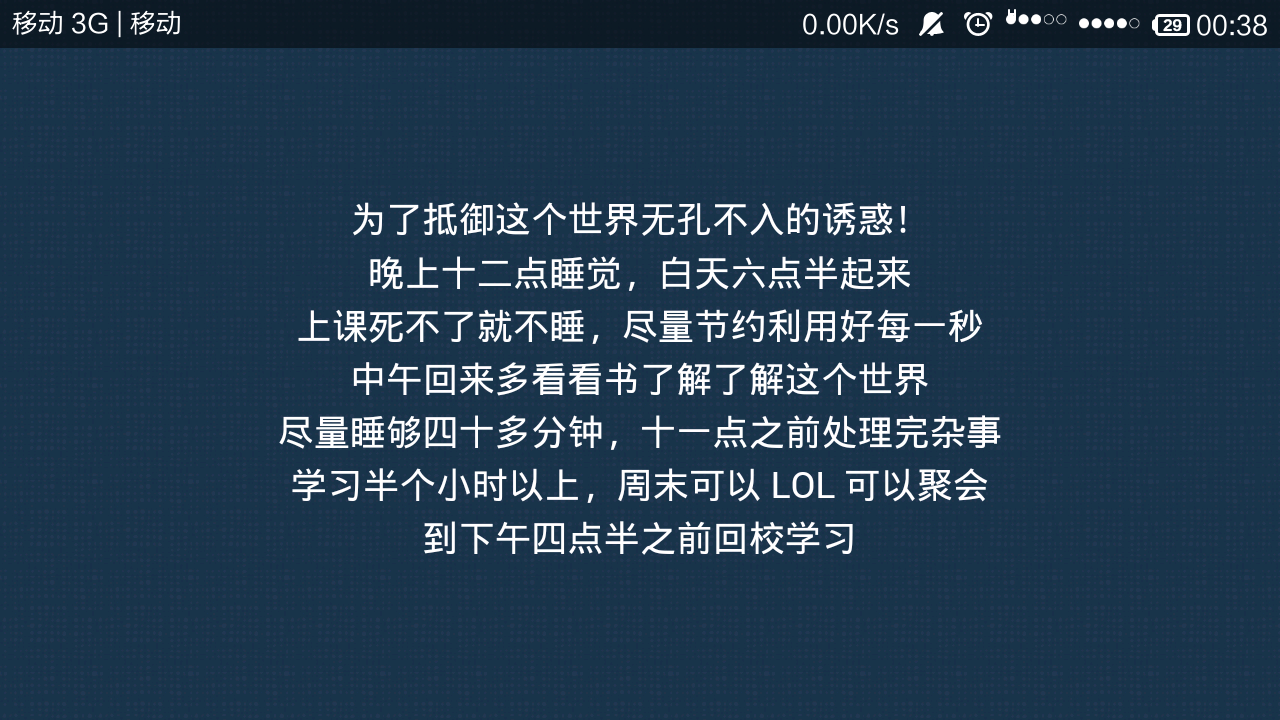 移动 3G | 移动 0.00K/s 29 00:38
为了抵御这个世界无孔不入的诱惑！
晚上十二点睡觉，白天六点半起来
上课死不了就不睡，尽量节约利用好每一秒
中午回来多看看书了解了解这个世界
尽量睡够四十多分钟，十一点之前处理完杂事
学习半个小时以上，周末可以 LOL 可以聚会
到下午四点半之前回校学习